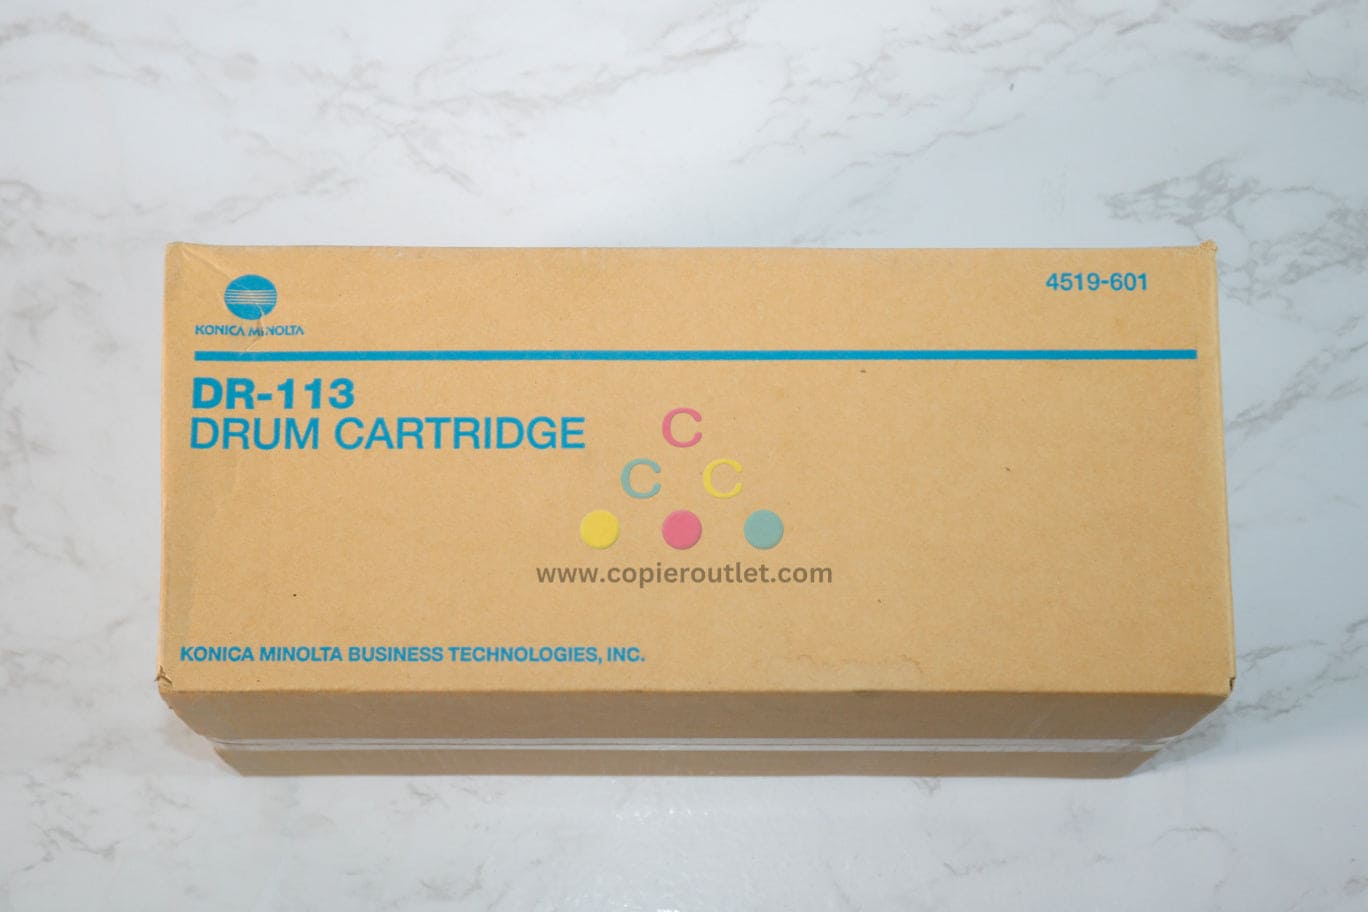 KONICA MINOLTA
4519-601
DR-113
DRUM CARTRIDGE
C
C C
www.copieroutlet.com
KONICA MINOLTA BUSINESS TECHNOLOGIES, INC.